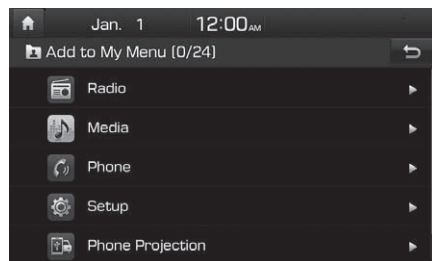 Jan. 1 12:00AM
Add to My Menu (0/24)
Radio
Media
Phone
Setup
Phone Projection